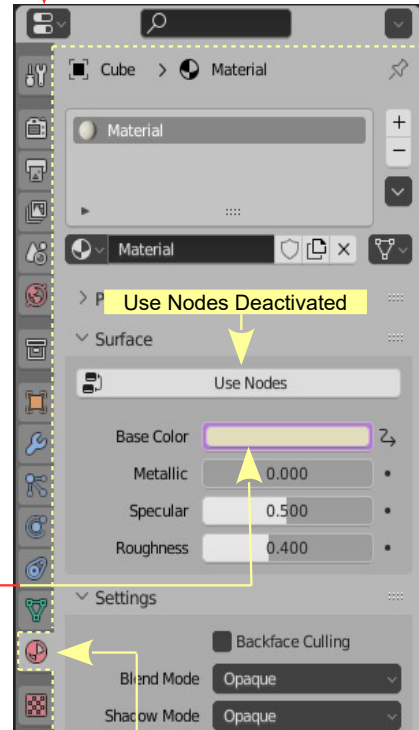 Cube > Material
Material
Material
> P
Use Nodes Deactivated
Surface
Use Nodes
Base Color
Metallic 0.000
Specular 0.500
Roughness 0.400
Settings
Backface Culling
Blend Mode Opaque
Shadow Mode Opaque